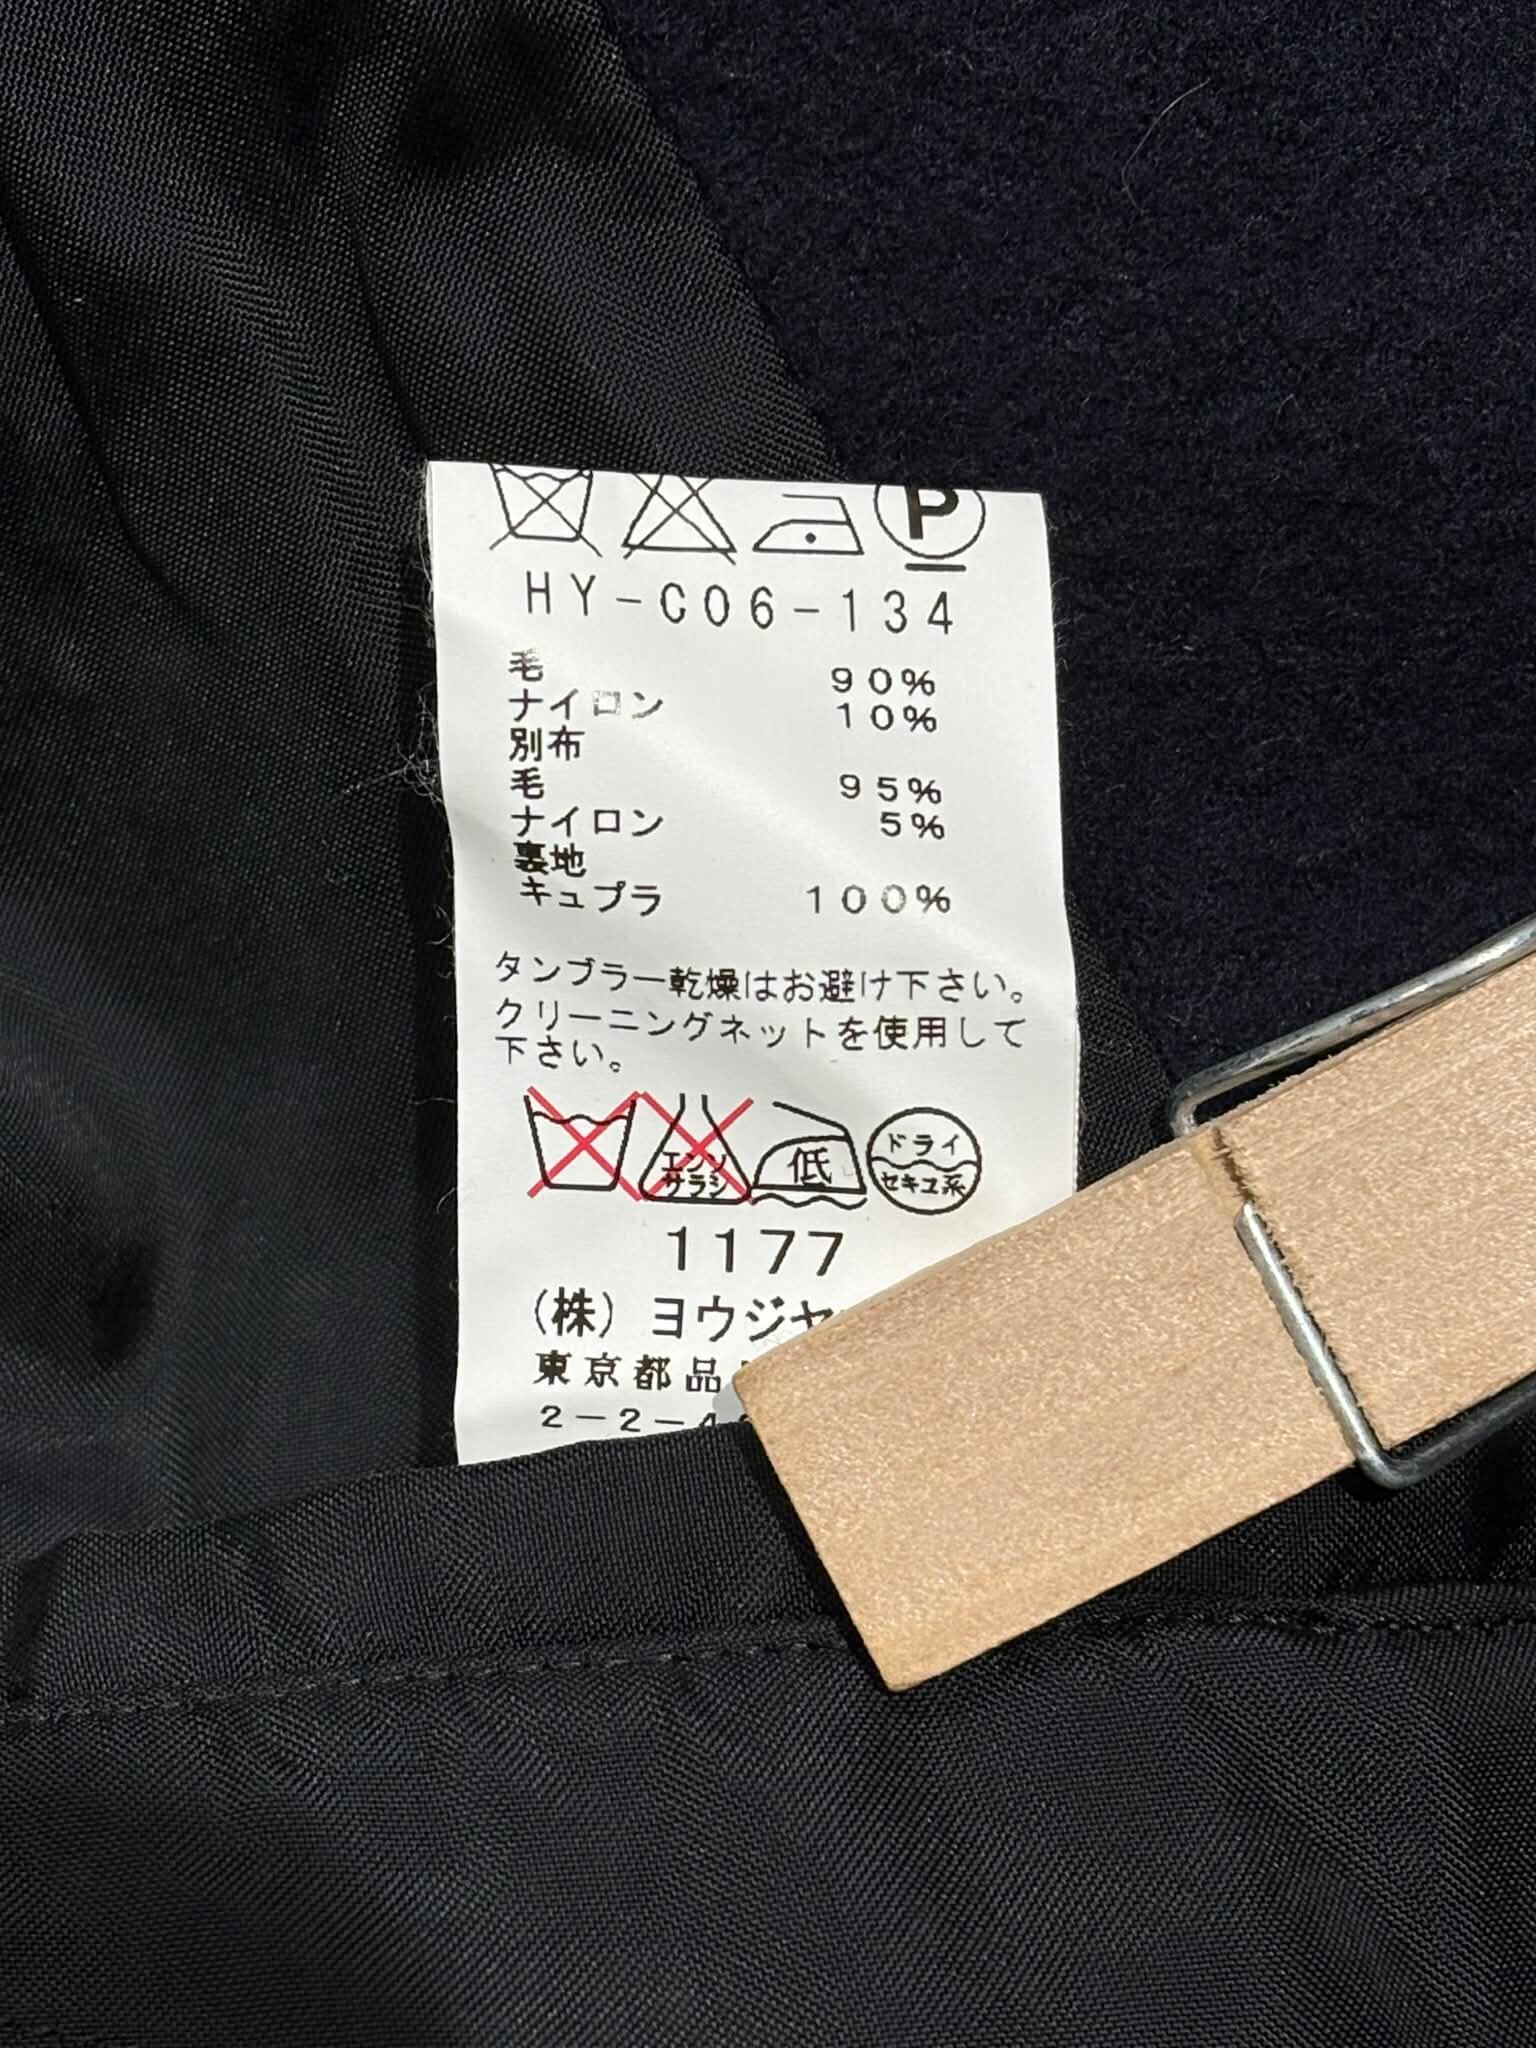 P
HY-C06-134
毛 90%
ナイロン 10%
別布
毛 95%
ナイロン 5%
裏地
キュプラ 100%
タンブラー乾燥はお避け下さい。
クリーニングネットを使用して
下さい。
エンソ
サラシ
低
ドライ
セキユ系
1177
(株) ヨウジヤ
東京都品
2-2-4